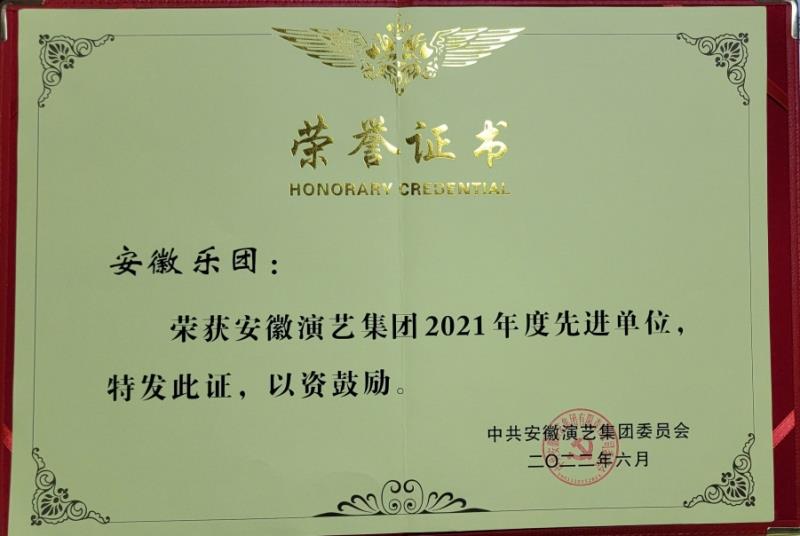 荣誉证书
HONORARY CREDENTIAL
安徽乐团：
荣获安徽演艺集团2021年度先进单位，
特发此证，以资鼓励。
中共安徽演艺集团委员会
二〇二二年六月